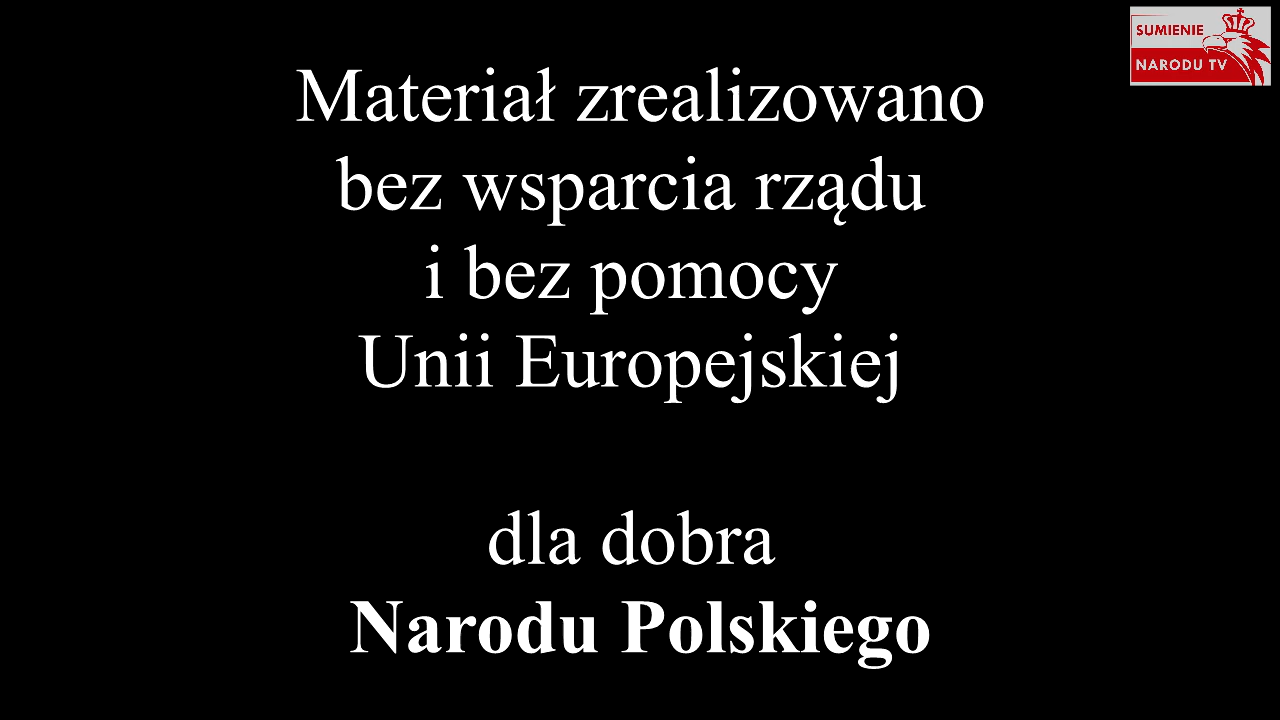 SUMIENIE
NARODU TV
Materiał zrealizowano
bez wsparcia rządu
i bez pomocy
Unii Europejskiej
dla dobra
Narodu Polskiego